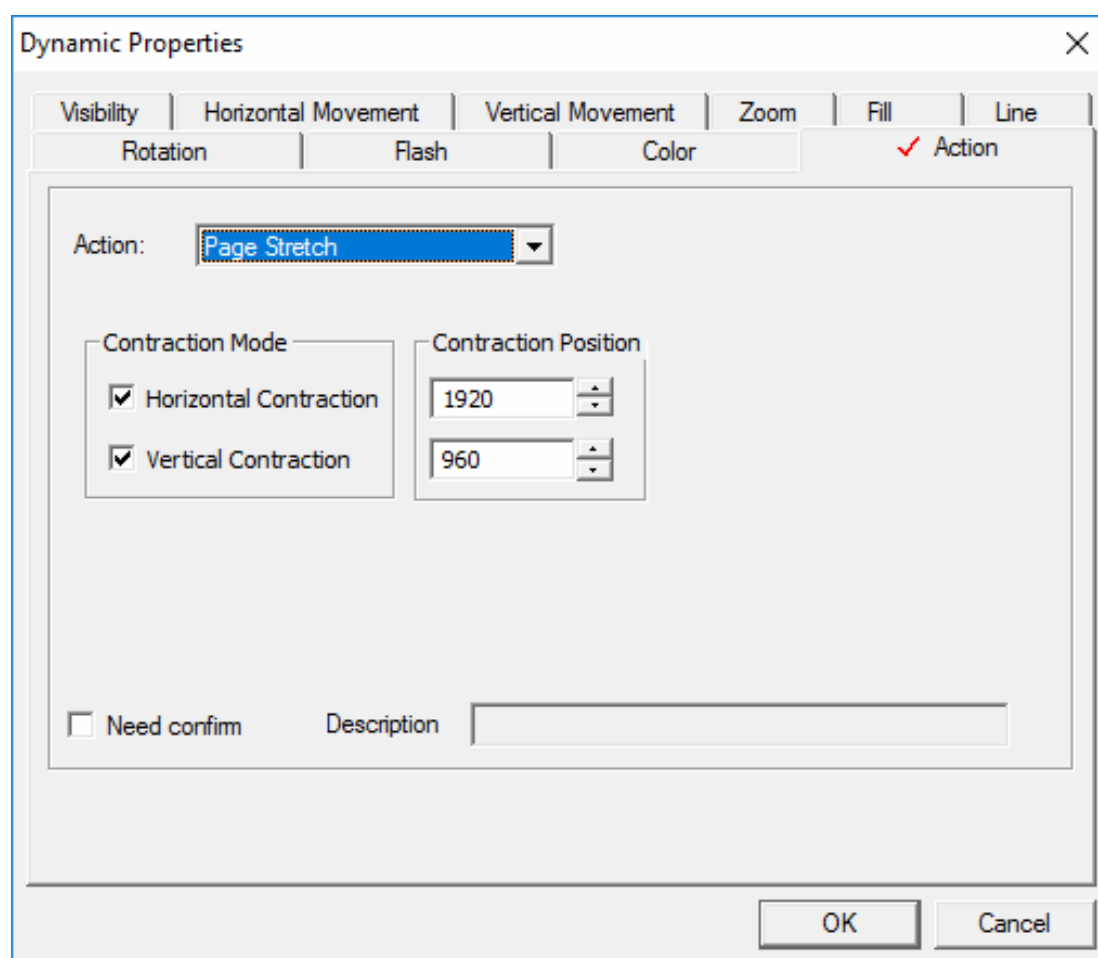 Dynamic Properties
Visibility Horizontal Movement Vertical Movement Zoom Fill Line
Rotation Flash Color Action
Action: Page Stretch
Contraction Mode Contraction Position
Horizontal Contraction 1920
Vertical Contraction 960
Need confirm Description
OK Cancel